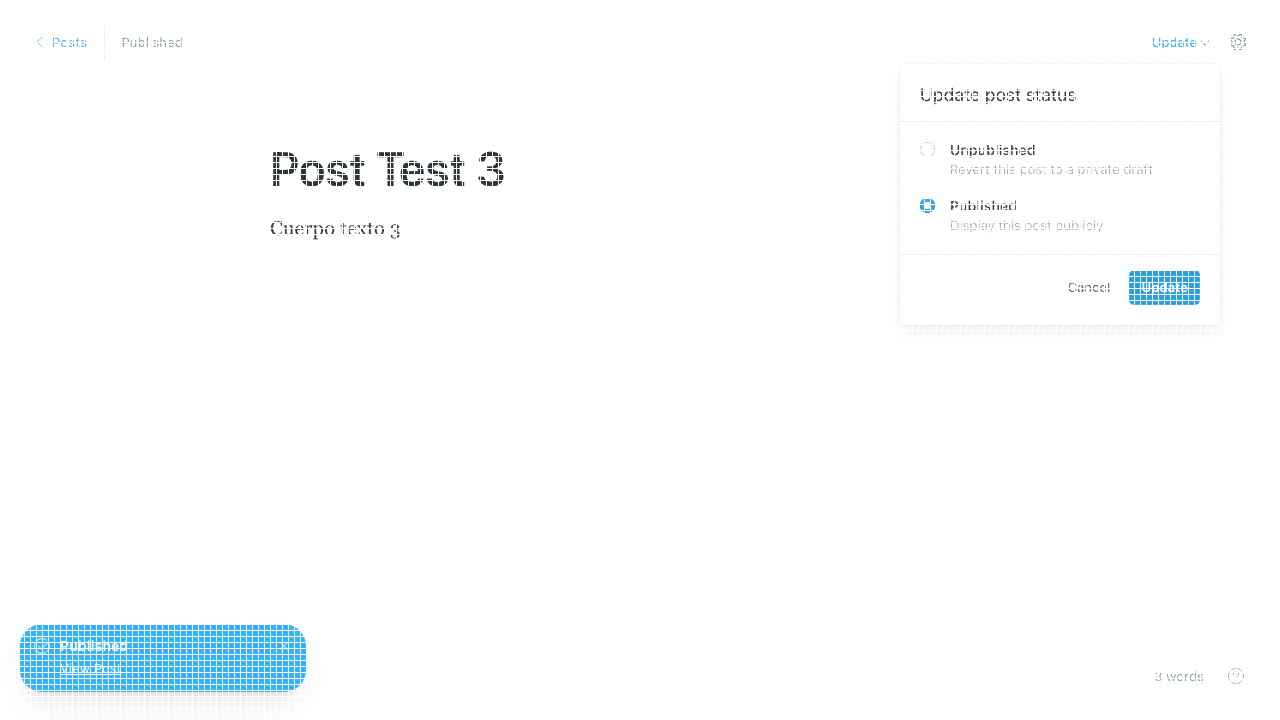 Posts
Published
Update
Update post status
Unpublished
Revert this post to a private draft
Published
Display this post publicly
Cancel
Update
Post Test 3
Cuerpo texto 3
Published
View Post
3 words